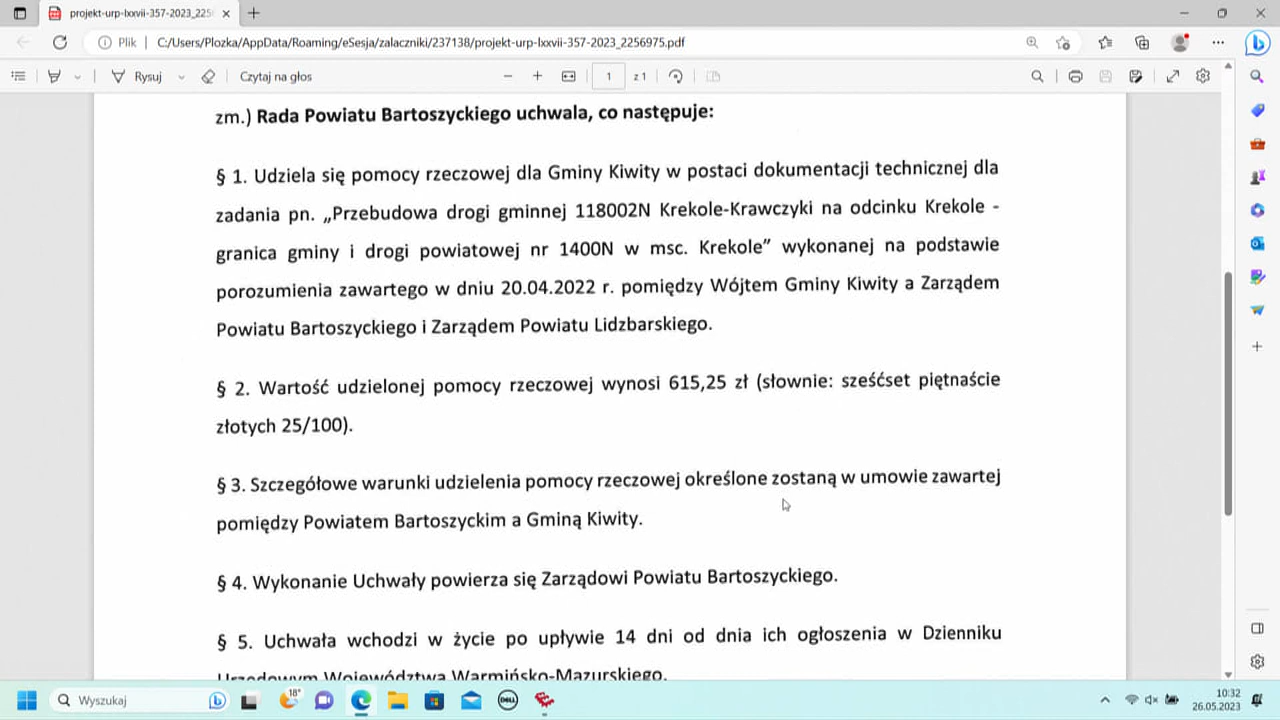 projekt-urp-lxxvii-357-2023_225
Plik | C:/Users/Plozka/AppData/Roaming/eSesja/zalaczniki/237138/projekt-urp-lxxvii-357-2023_2256975.pdf
Rysuj Czytaj na głos 1 z 1
zm.) Rada Powiatu Bartoszyckiego uchwala, co następuje:
§ 1. Udziela się pomocy rzeczowej dla Gminy Kiwity w postaci dokumentacji technicznej dla
zadania pn. „Przebudowa drogi gminnej 118002N Krekole-Krawczyki na odcinku Krekole -
granica gminy i drogi powiatowej nr 1400N w msc. Krekole” wykonanej na podstawie
porozumienia zawartego w dniu 20.04.2022 r. pomiędzy Wójtem Gminy Kiwity a Zarządem
Powiatu Bartoszyckiego i Zarządem Powiatu Lidzbarskiego.
§ 2. Wartość udzielonej pomocy rzeczowej wynosi 615,25 zł (słownie: sześćset piętnaście
złotych 25/100).
§ 3. Szczegółowe warunki udzielenia pomocy rzeczowej określone zostaną w umowie zawartej
pomiędzy Powiatem Bartoszyckim a Gminą Kiwity.
§ 4. Wykonanie Uchwały powierza się Zarządowi Powiatu Bartoszyckiego.
§ 5. Uchwała wchodzi w życie po upływie 14 dni od dnia ich ogłoszenia w Dzienniku
Urzędowym Województwa Warmińsko-Mazurskiego.
Wyszukaj
18°
DELL
10:32
26.05.2023